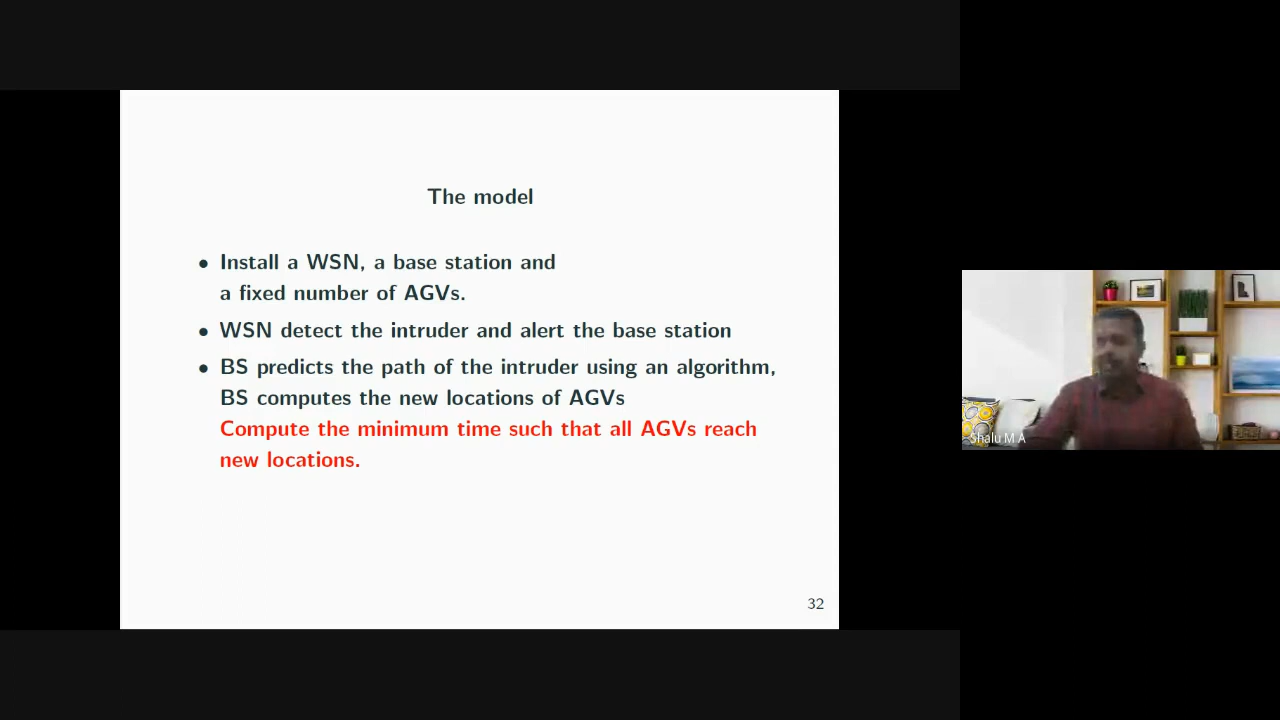 The model
• Install a WSN, a base station and
a fixed number of AGVs.
• WSN detect the intruder and alert the base station
• BS predicts the path of the intruder using an algorithm,
BS computes the new locations of AGVs
Compute the minimum time such that all AGVs reach
new locations.
32
Shalu M A